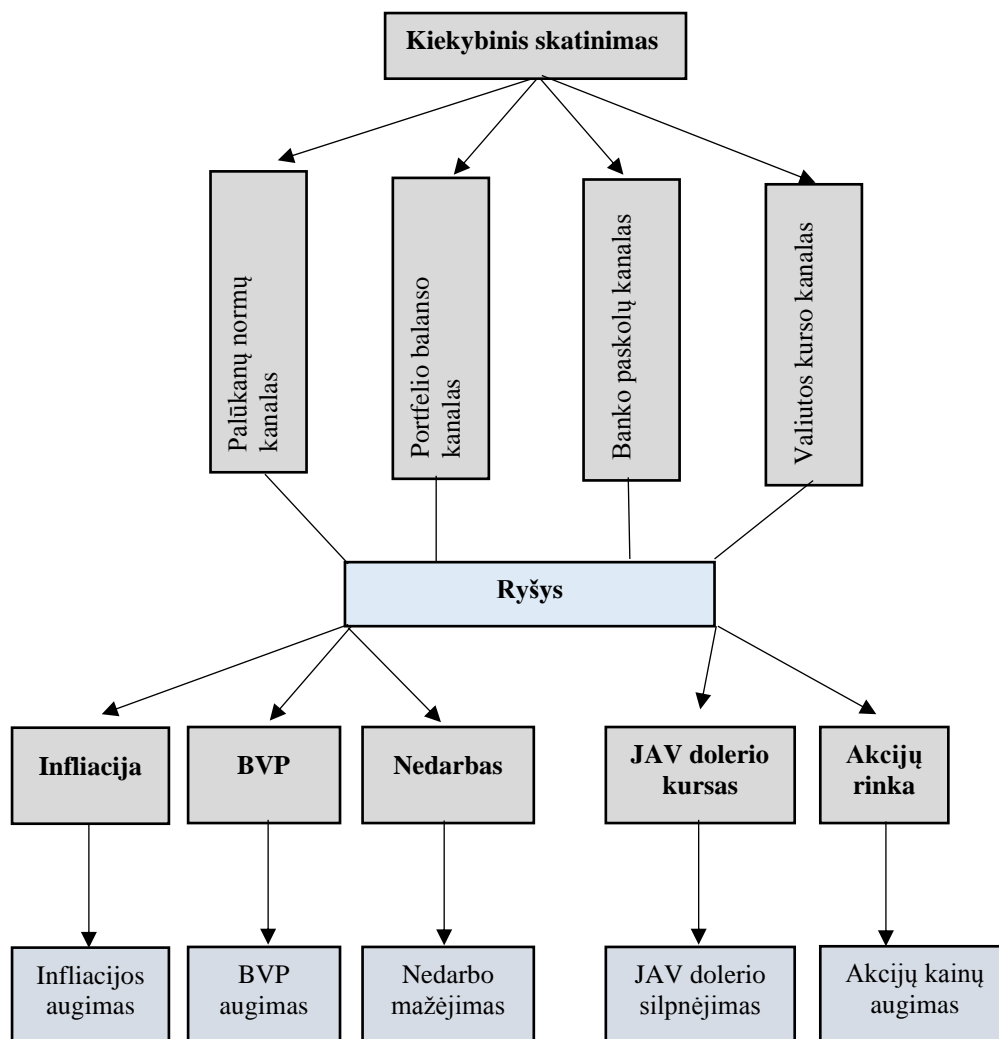 Kiekybinis skatinimas
Palūkanų normų
kanalas
Portfelio balanso
kanalas
Banko paskolų kanalas
Valiutos kurso kanalas
Ryšys
Infliacija
BVP
Nedarbas
JAV dolerio
kursas
Akcijų
rinka
Infliacijos
augimas
BVP
augimas
Nedarbo
mažėjimas
JAV dolerio
silpnėjimas
Akcijų kainų
augimas